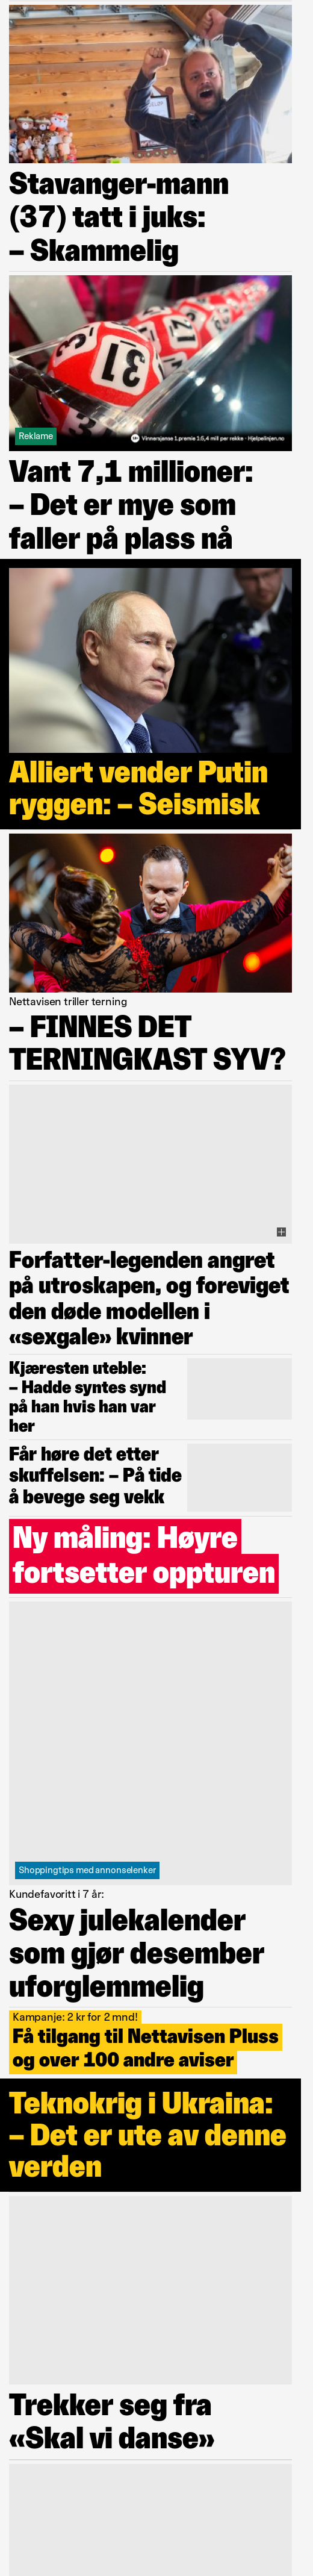 Stavanger-mann
(37) tatt i juks:
– Skammelig
Reklame
18+ Vinnersjanse 1.premie 1:6,4 mill per rekke - Hjelpelinjen.no
Vant 7,1 millioner:
– Det er mye som
faller på plass nå
Alliert vender Putin
ryggen: – Seismisk
Nettavisen triller terning
– FINNES DET
TERNINGKAST SYV?
Forfatter-legenden angret
på utroskapen, og foreviget
den døde modellen i
«sexgale» kvinner
Kjæresten uteble:
– Hadde syntes synd
på han hvis han var
her
Får høre det etter
skuffelsen: – På tide
å bevege seg vekk
Ny måling: Høyre
fortsetter oppturen
Shoppingtips med annonselenker
Kundefavoritt i 7 år:
Sexy julekalender
som gjør desember
uforglemmelig
Kampanje: 2 kr for 2 mnd!
Få tilgang til Nettavisen Pluss
og over 100 andre aviser
Teknokrig i Ukraina:
– Det er ute av denne
verden
Trekker seg fra
«Skal vi danse»